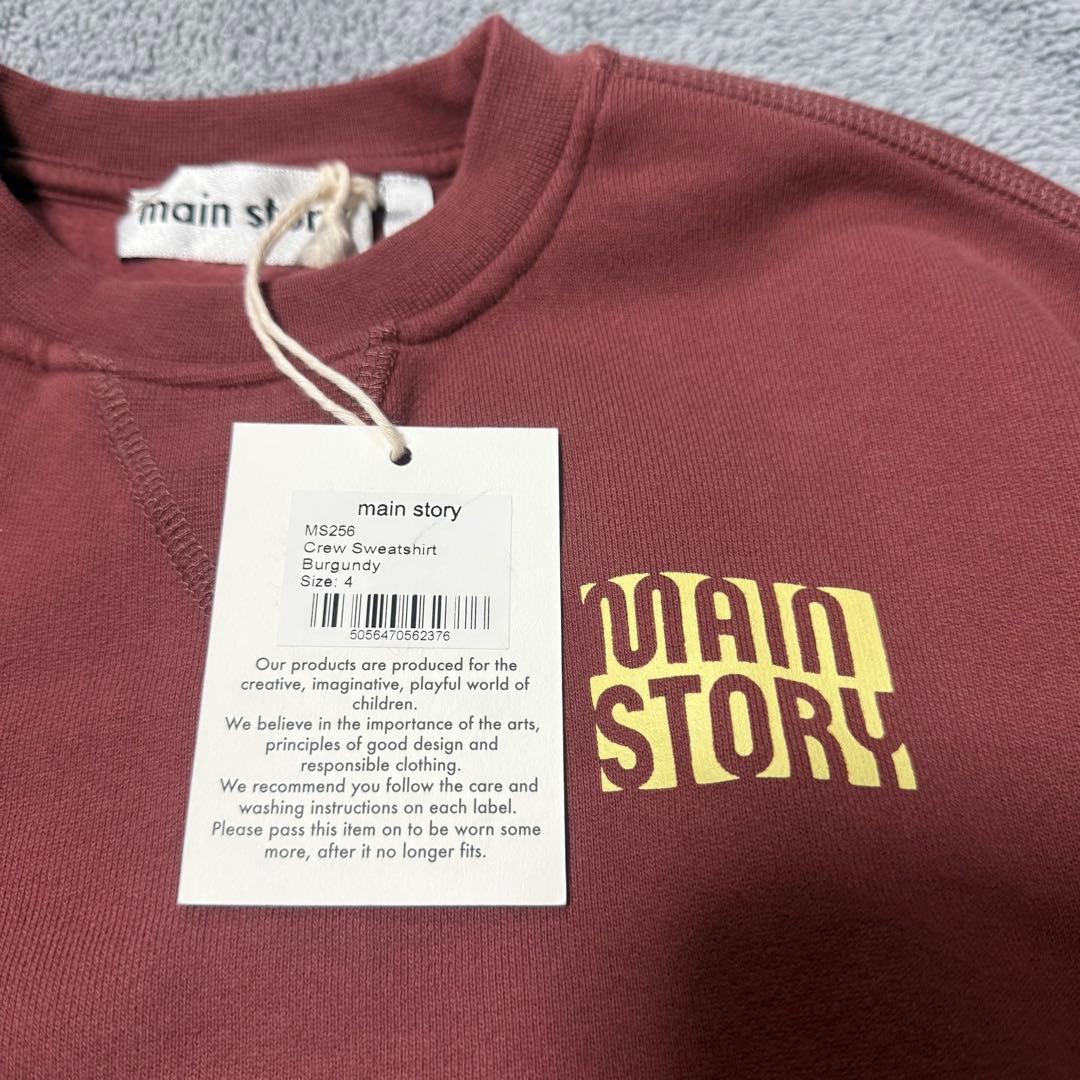 main stor
main story
MS256
Crew Sweatshirt
Burgundy
Size: 4
5056470562376
Our products are produced for the
creative, imaginative, playful world of
children.
We believe in the importance of the arts,
principles of good design and
responsible clothing.
We recommend you follow the care and
washing instructions on each label.
Please pass this item on to be worn some
more, after it no longer fits.
MAIN
STORY